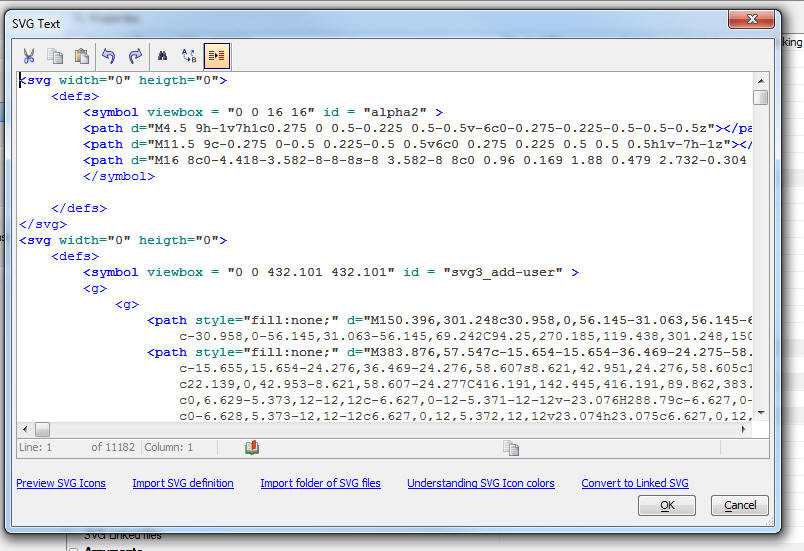 SVG Text
king
<svg width="0" heigth="0">
<defs>
<symbol viewbox = "0 0 16 16" id = "alpha2" >
<path d="M4.5 9h-1v7h1c0.275 0 0.5-0.225 0.5-0.5v-6c0-0.275-0.225-0.5-0.5-0.5z"></pa
<path d="M11.5 9c-0.275 0-0.5 0.225-0.5 0.5v6c0 0.275 0.225 0.5 0.5 0.5h1v-7h-1z"></
<path d="M16 8c0-4.418-3.582-8-8-8s-8 3.582-8 8c0 0.96 0.169 1.88 0.479 2.732-0.304
</symbol>
</defs>
</svg>
<svg width="0" heigth="0">
<defs>
<symbol viewbox = "0 0 432.101 432.101" id = "svg3_add-user" >
<g>
<g>
<path style="fill:none;" d="M150.396,301.248c30.958,0,56.145-31.063,56.145-6
c-30.958,0-56.145,31.063-56.145,69.242C94.25,270.185,119.438,301.248,150
<path style="fill:none;" d="M383.876,57.547c-15.654-15.654-36.469-24.275-58.
c-15.655,15.654-24.276,36.469-24.276,58.607s8.621,42.951,24.276,58.605c1
c22.139,0,42.953-8.621,58.607-24.277C416.191,142.445,416.191,89.862,383.
c0,6.629-5.373,12-12,12c-6.627,0-12-5.371-12-12v-23.076H288.79c-6.627,0-
c0-6.628,5.373-12,12-12c6.627,0,12,5.372,12,12v23.074h23.075c6.627,0,12,
Line: 1 of 11182 Column: 1
Preview SVG Icons Import SVG definition Import folder of SVG files Understanding SVG Icon colors Convert to Linked SVG
OK Cancel
SVG Linked files